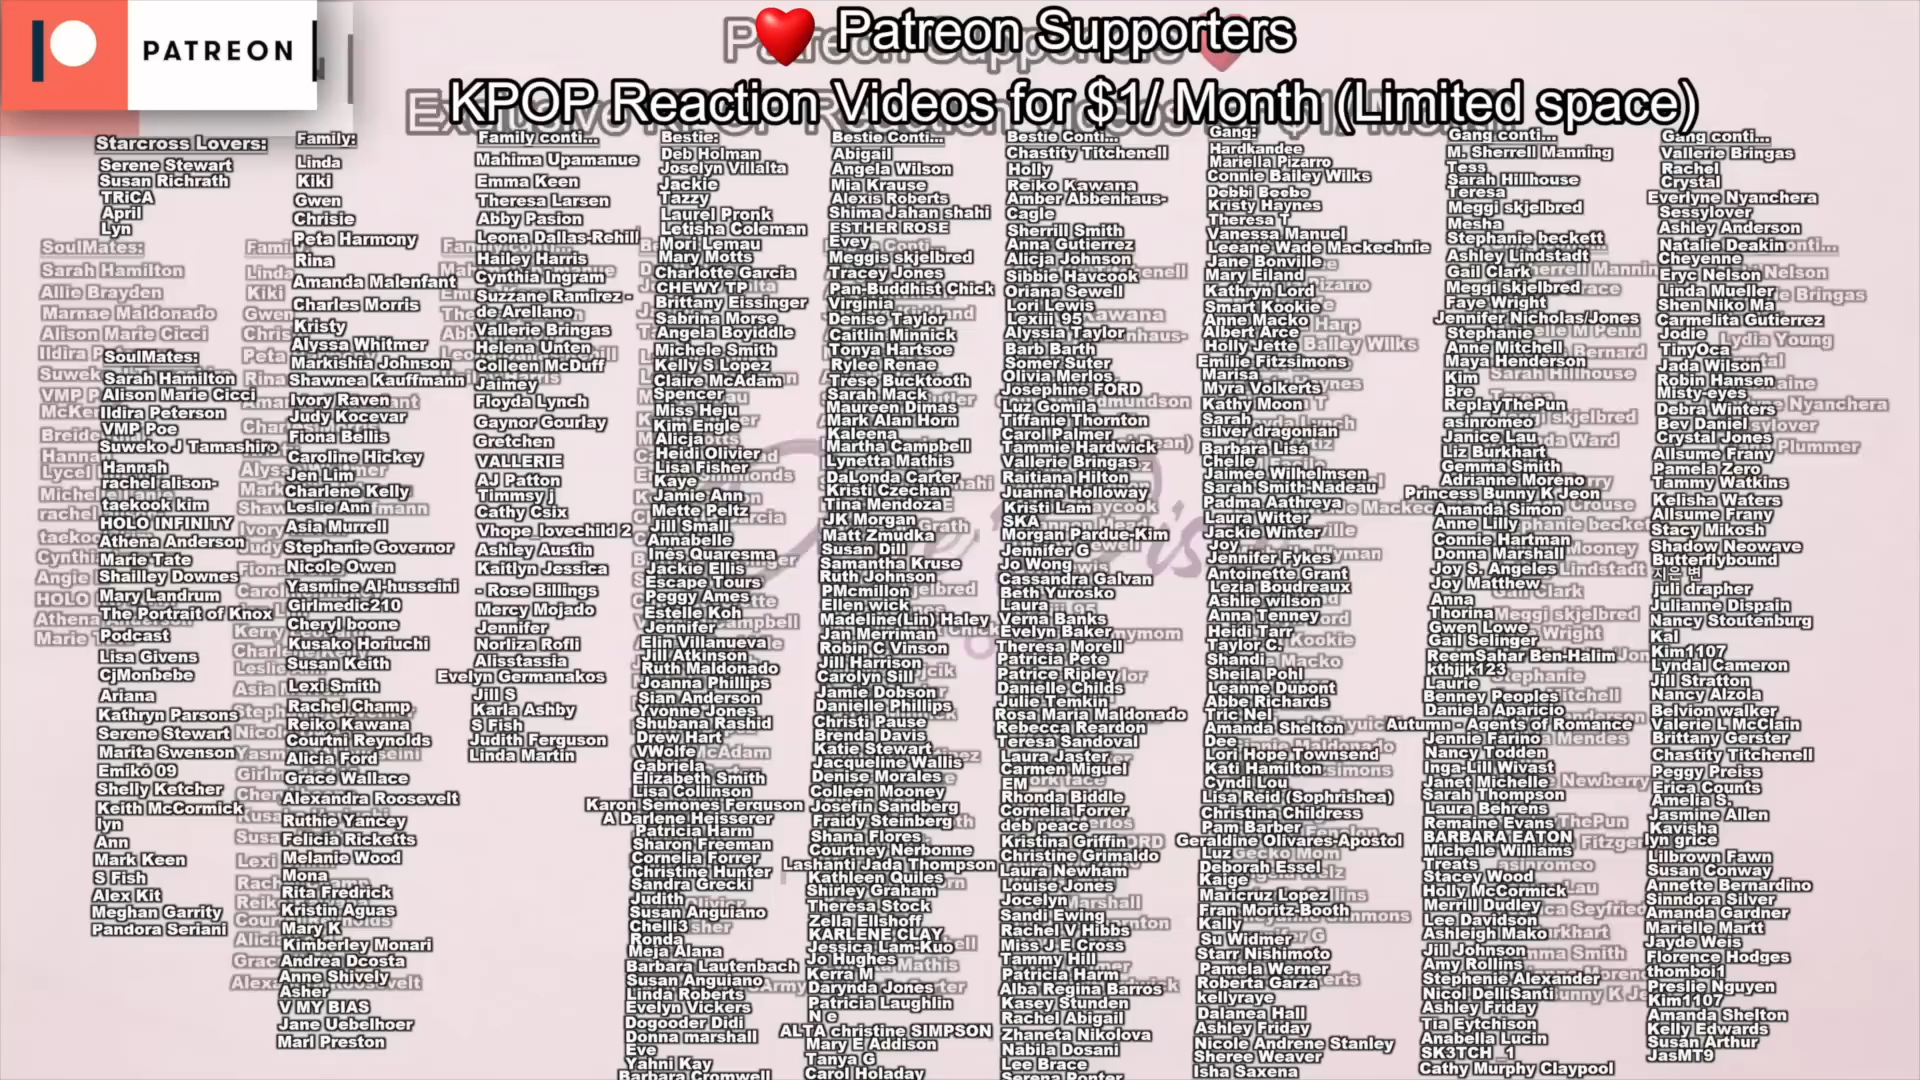 PATREON
Patreon Supporters
KPOP Reaction Videos for $1/ Month (Limited space)
Starcross Lovers:
Serene Stewart
Susan Richrath
TRiCA
April
Lyn
SoulMates:
Sarah Hamilton
Alison Marie Cicci
Ildira Peterson
VMP Poe
Suweko J Tamashiro
Hannah
rachel alison-
taekook kim
HOLO INFINITY
Athena Anderson
Marie Tate
Shailley Downes
Mary Landrum
The Portrait of Knox
Podcast
Lisa Givens
CjMonbebe
Ariana
Kathryn Parsons
Serene Stewart
Marita Swenson
Emikó 09
Shelly Ketcher
Keith McCormick
lyn
Ann
Mark Keen
S Fish
Alex Kit
Meghan Garrity
Pandora Seriani
Family:
Linda
Kiki
Gwen
Chrisie
Peta Harmony
Rina
Amanda Malenfant
Charles Morris
Kristy
Alyssa Whitmer
Markishia Johnson
Shawnea Kauffmann
Ivory Raven
Judy Kocevar
Fiona Bellis
Caroline Hickey
Jen Lim
Charlene Kelly
Leslie Ann
Asia Murrell
Stephanie Governor
Nicole Owen
Yasmine Al-husseini
Girlmedic210
Cheryl boone
Kusako Horiuchi
Susan Keith
Lexi Smith
Rachel Champ
Reiko Kawana
Courtni Reynolds
Alicia Ford
Grace Wallace
Alexandra Roosevelt
Ruthie Yancey
Felicia Ricketts
Melanie Wood
Mona
Rita Fredrick
Kristin Aguas
Mary K
Kimberley Monari
Andrea Dcosta
Anne Shively
Asher
V MY BIAS
Jane Uebelhoer
Marl Preston
Family conti...
Mahima Upamanue
Emma Keen
Theresa Larsen
Abby Pasion
Leona Dallas-Rehill
Hailey Harris
Cynthia Ingram
Suzzane Ramirez -
de Arellano
Vallerie Bringas
Helena Unten
Colleen McDuff
Jaimey
Floyda Lynch
Gaynor Gourlay
Gretchen
VALLERIE
AJ Patton
Timmsy j
Cathy Csix
Vhope_lovechild 2
Ashley Austin
Kaitlyn Jessica
- Rose Billings
Mercy Mojado
Jennifer
Norliza Rofli
Alisstassia
Evelyn Germanakos
Jill S
Karla Ashby
S Fish
Judith Ferguson
Linda Martin
Bestie:
Deb Holman
Joselyn Villalta
Jackie
Tazzy
Laurel Pronk
Letisha Coleman
Mori Lemau
Mary Motts
Charlotte Garcia
CHEWY TP
Brittany Eissinger
Sabrina Morse
Angela Boyiddle
Michele Smith
Kelly S Lopez
Claire McAdam
Spencer
Miss Heju
Kim Engle
Alicja
Heidi Olivier
Lisa Fisher
Kaye
Jamie Ann
Mette Peltz
Jill Small
Annabelle
Inês Quaresma
Jackie Ellis
Escape Tours
Peggy Ames
Estelle Koh
Jennifer
Elin Villanueva
Jill Atkinson
Ruth Maldonado
Joanna Phillips
Sian Anderson
Yvonne Jones
Shubana Rashid
Drew Hart
VWolfe
Gabriela
Elizabeth Smith
Lisa Collinson
Karon Semones Ferguson
A Darlene Heisserer
Patricia Harm
Sharon Freeman
Cornelia Forrer
Christine Hunter
Sandra Grecki
Judith
Susan Anguiano
Chelli3
Ronda
Meja Alana
Barbara Lautenbach
Susan Anguiano
Linda Roberts
Evelyn Vickers
Dogooder Didi
Donna marshall
Eve
Yahni Kay
Barbara Cromwell
Bestie Conti...
Abigail
Angela Wilson
Mia Krause
Alexis Roberts
Shima Jahan shahi
ESTHER ROSE
Evey
Meggis skjelbred
Tracey Jones
Pan-Buddhist Chick
Virginia
Denise Taylor
Caitlin Minnick
Tonya Hartsoe
Rylee Renae
Trese Bucktooth
Sarah Mack
Maureen Dimas
Mark Alan Horn
Kaleena
Martha Campbell
Lynetta Mathis
DaLonda Carter
Kristi Czechan
Tina Mendoza
JK Morgan
Matt Zmudka
Susan Dill
Samantha Kruse
Ruth Johnson
PMcmillon
Ellen wick
Madeline(Lin) Haley
Jan Merriman
Robin C Vinson
Jill Harrison
Carolyn Sill
Jamie Dobson
Danielle Phillips
Christi Pause
Brenda Davis
Katie Stewart
Jacqueline Wallis
Denise Morales
Colleen Mooney
Josefin Sandberg
Fraidy Steinberg
Shana Flores
Courtney Nerbonne
Lashanti Jada Thompson
Kathleen Quiles
Shirley Graham
Theresa Stock
Zella Ellshoff
KARLENE CLAY
Jessica Lam-Kuo
Jo Hughes
Kerra M
Darynda Jones
Patricia Laughlin
N e
ALTA christine SIMPSON
Mary E Addison
Tanya G
Carol Holaday
Bestie Conti...
Chastity Titchenell
Holly
Reiko Kawana
Amber Abbenhaus-
Cagle
Sherrill Smith
Anna Gutierrez
Alicja Johnson
Sibbie Haycook
Oriana Sewell
Lori Lewis
Lexiii 95
Alyssia Taylor
Barb Barth
Somer Suter
Olivia Merlos
Josephine FORD
Luz Gomila
Tiffanie Thornton
Carol Palmer
Tammie Hardwick
Vallerie Bringas
Raitiana Hilton
Juanna Holloway
Kristi Lam
SKA
Morgan Pardue-Kim
Jennifer G
Jo Wong
Cassandra Galvan
Beth Yurosko
Laura
Verna Banks
Evelyn Baker
Theresa Morell
Patricia Pete
Patrice Ripley
Danielle Childs
Julie Temkin
Rosa Maria Maldonado
Rebecca Reardon
Teresa Sandoval
Laura Jaster
Carmen Miguel
EM
Rhonda Biddle
Cornelia Forrer
deb peace
Kristina Griffin
Christine Grimaldo
Laura Newham
Louise Jones
Jocelyn
Sandi Ewing
Rachel V Hibbs
Miss J E Cross
Tammy Hill
Patricia Harm
Alba Regina Barros
Kasey Stunden
Rachel Abigail
Zhaneta Nikolova
Nabila Dosani
Lee Brace
Serena Porter
Gang:
Hardkandee
Mariella Pizarro
Connie Bailey Wilks
Debbi Beebe
Kristy Haynes
Theresa T
Vanessa Manuel
Leeane Wade Mackechnie
Jane Bonville
Mary Eiland
Kathryn Lord
Smart Kookie
Anne Macko
Albert Arce
Holly Jette
Emilie Fitzsimons
Marisa
Myra Volkerts
Kathy Moon
Sarah
silver dragonian
Barbara Lisa
Chelle
Jaimee Wilhelmsen
Sarah Smith-Nadeau
Padma Aathreya
Laura Witter
Jackie Winter
Joy
Jennifer Fykes
Antoinette Grant
Lezia Boudreaux
Ashlie wilson
Anna Tenney
Heidi Tarr
Taylor C.
Shandi
Sheila Pohl
Leanne Dupont
Abbe Richards
Tric Nel
Amanda Shelton
Dee
Lori Hope Townsend
Kati Hamilton
Cyndi Lou
Lisa Reid (Sophrishea)
Christina Childress
Pam Barber
Geraldine Olivares-Apostol
Luz
Deborah Essel
Kaige
Maricruz Lopez
Fran Moritz-Booth
Kally
Su Widmer
Starr Nishimoto
Pamela Werner
Roberta Garza
kellyraye
Dalanea Hall
Ashley Friday
Nicole Andrene Stanley
Sheree Weaver
Isha Saxena
Gang conti...
M. Sherrell Manning
Tess
Sarah Hillhouse
Teresa
Meggi skjelbred
Mesha
Stephanie beckett
Ashley Lindstadt
Gail Clark
Meggi skjelbred
Faye Wright
Jennifer Nicholas/Jones
Stephanie
Anne Mitchell
Maya Henderson
Kim
Bre
ReplayThePun
asinromeo
Janice Lau
Liz Burkhart
Gemma Smith
Adrianne Moreno
Princess Bunny K Jeon
Amanda Simon
Anne Lilly
Connie Hartman
Donna Marshall
Joy S. Angeles
Joy Matthew
Anna
Thorina
Gwen Lowe
Gail Selinger
ReemSahar Ben-Halim
kthjjk123
Laurie
Benney Peoples
Daniela Aparicio
Autumn - Agents of Romance
Jennie Farino
Nancy Todden
Inga-Lill Wivast
Janet Michelle
Sarah Thompson
Laura Behrens
Remaine Evans
BARBARA EATON
Michelle Williams
Treats
Stacey Wood
Holly McCormick
Merrill Dudley
Lee Davidson
Ashleigh Mako
Jill Johnson
Amy Rollins
Stephenie Alexander
Nicol DelliSanti
Ashley Friday
Tia Eytchison
Anabella Lucin
SK3TCH_1
Cathy Murphy Claypool
Gang conti...
Vallerie Bringas
Rachel
Crystal
Everlyne Nyanchera
Sessylover
Ashley Anderson
Natalie Deakin
Cheyenne
Eryc Nelson
Linda Mueller
Shen Niko Ma
Carmelita Gutierrez
Jodie
TinyOca
Jada Wilson
Robin Hansen
Misty-eyes
Debra Winters
Bev Daniel
Crystal Jones
Allsume Frany
Pamela Zero
Tammy Watkins
Kelisha Waters
Allsume Frany
Stacy Mikosh
Shadow Neowave
Butterflybound
지은 변
juli drapher
Julianne Dispain
Nancy Stoutenburg
Kal
Kim1107
Lyndal Cameron
Jill Stratton
Nancy Alzola
Belvion walker
Valerie L McClain
Brittany Gerster
Chastity Titchenell
Peggy Preiss
Erica Counts
Amelia S.
Jasmine Allen
Kavisha
lyn grice
Lilbrown Fawn
Susan Conway
Annette Bernardino
Sinndora Silver
Amanda Gardner
Marielle Martt
Jayde Weis
Florence Hodges
thomboi1
Preslie Nguyen
Kim1107
Amanda Shelton
Kelly Edwards
Susan Arthur
JasMT9